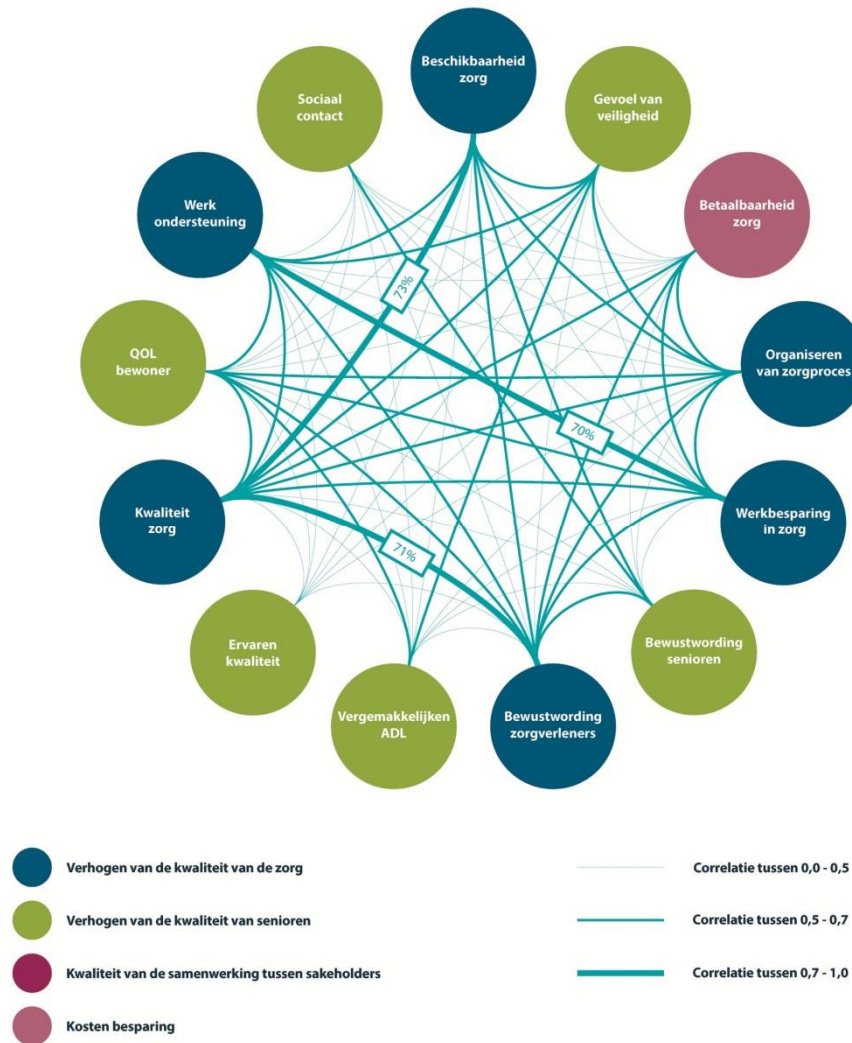 Beschikbaarheid
zorg
Sociaal
contact
Gevoel van
veiligheid
Werk
ondersteuning
Betaalbaarheid
zorg
73%
QOL
bewoner
Organiseren
van zorgproces
70%
Kwaliteit
zorg
Werkbesparing
in zorg
71%
Ervaren
kwaliteit
Bewustwording
senioren
Vergemakkelijken
ADL
Bewustwording
zorgverleners
Verhogen van de kwaliteit van de zorg
Correlatie tussen 0,0 - 0,5
Verhogen van de kwaliteit van senioren
Correlatie tussen 0,5 - 0,7
Kwaliteit van de samenwerking tussen sakeholders
Correlatie tussen 0,7 - 1,0
Kosten besparing